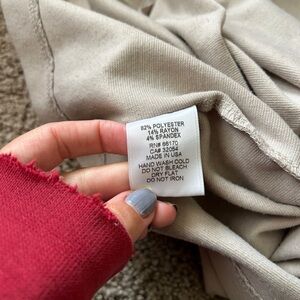 82% POLYESTER
14% RAYON
4% SPANDEX
RN# 66170
CA# 32054
MADE IN USA
HAND WASH COLD
DO NOT BLEACH
DRY FLAT
DO NOT IRON